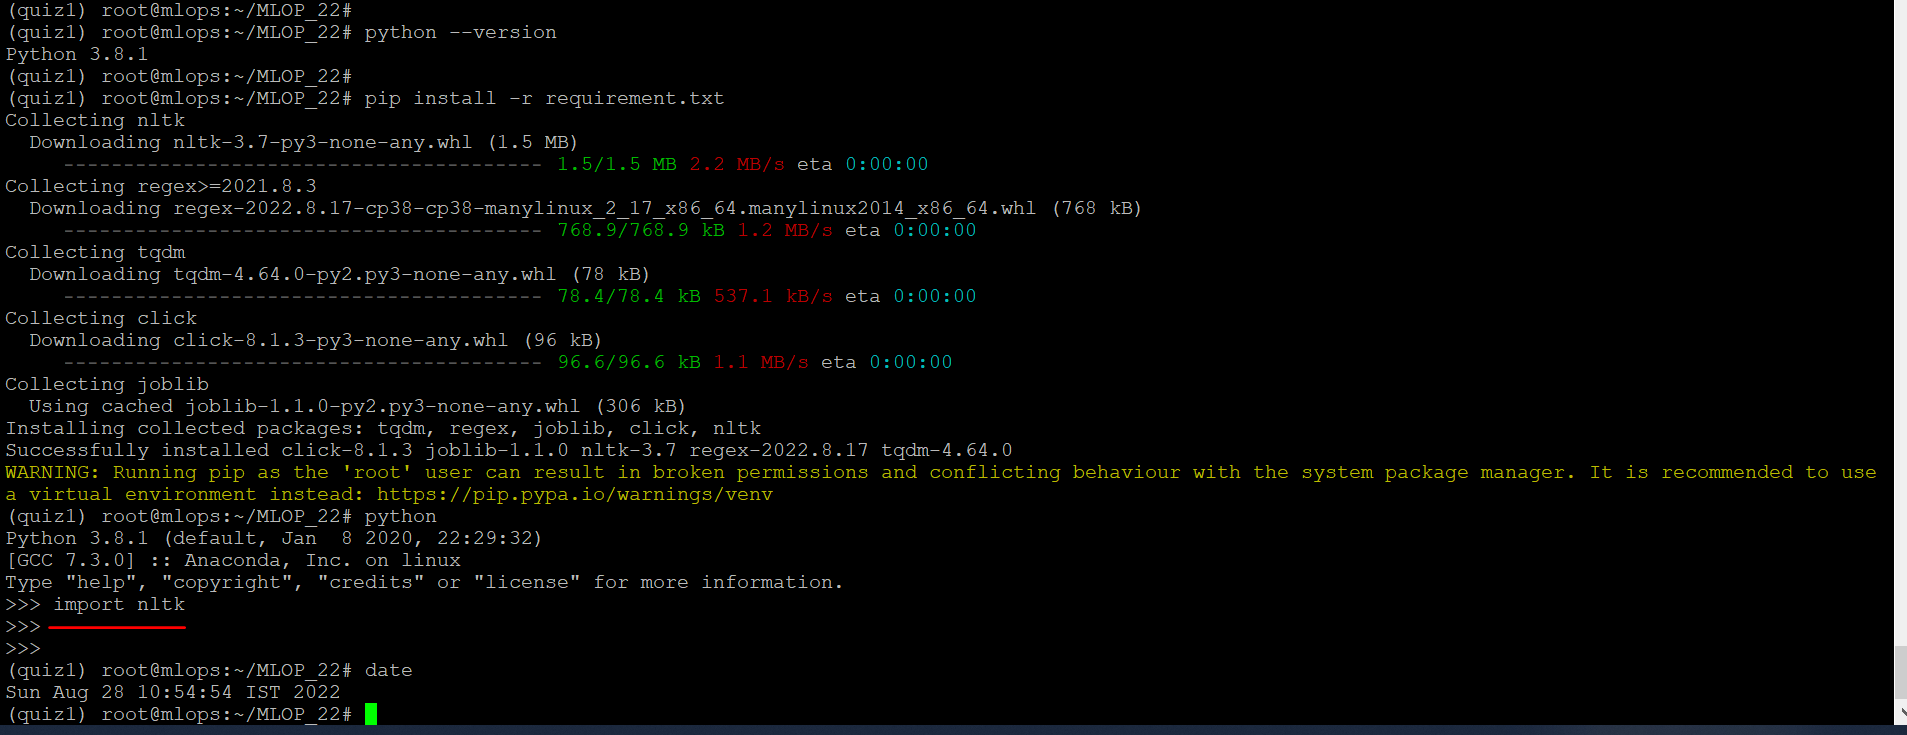 (quiz1) root@mlops:~/MLOP_22#
(quiz1) root@mlops:~/MLOP_22# python --version
Python 3.8.1
(quiz1) root@mlops:~/MLOP_22#
(quiz1) root@mlops:~/MLOP_22# pip install -r requirement.txt
Collecting nltk
  Downloading nltk-3.7-py3-none-any.whl (1.5 MB)
     ---------------------------------------- 1.5/1.5 MB 2.2 MB/s eta 0:00:00
Collecting regex>=2021.8.3
  Downloading regex-2022.8.17-cp38-cp38-manylinux_2_17_x86_64.manylinux2014_x86_64.whl (768 kB)
     ---------------------------------------- 768.9/768.9 kB 1.2 MB/s eta 0:00:00
Collecting tqdm
  Downloading tqdm-4.64.0-py2.py3-none-any.whl (78 kB)
     ---------------------------------------- 78.4/78.4 kB 537.1 kB/s eta 0:00:00
Collecting click
  Downloading click-8.1.3-py3-none-any.whl (96 kB)
     ---------------------------------------- 96.6/96.6 kB 1.1 MB/s eta 0:00:00
Collecting joblib
  Using cached joblib-1.1.0-py2.py3-none-any.whl (306 kB)
Installing collected packages: tqdm, regex, joblib, click, nltk
Successfully installed click-8.1.3 joblib-1.1.0 nltk-3.7 regex-2022.8.17 tqdm-4.64.0
WARNING: Running pip as the 'root' user can result in broken permissions and conflicting behaviour with the system package manager. It is recommended to use
a virtual environment instead: https://pip.pypa.io/warnings/venv
(quiz1) root@mlops:~/MLOP_22# python
Python 3.8.1 (default, Jan  8 2020, 22:29:32)
[GCC 7.3.0] :: Anaconda, Inc. on linux
Type "help", "copyright", "credits" or "license" for more information.
>>> import nltk
>>>
>>>
(quiz1) root@mlops:~/MLOP_22# date
Sun Aug 28 10:54:54 IST 2022
(quiz1) root@mlops:~/MLOP_22#